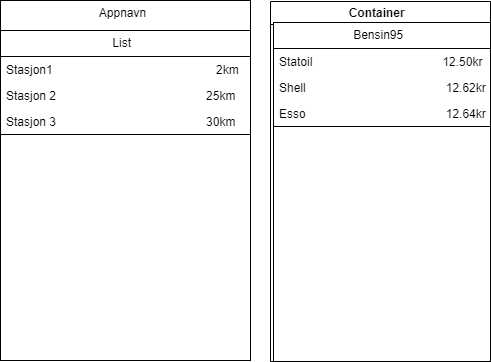 Appnavn
List
Stasjon1 2km
Stasjon 2 25km
Stasjon 3 30km
Container
Bensin95
Statoil 12.50kr
Shell 12.62kr
Esso 12.64kr